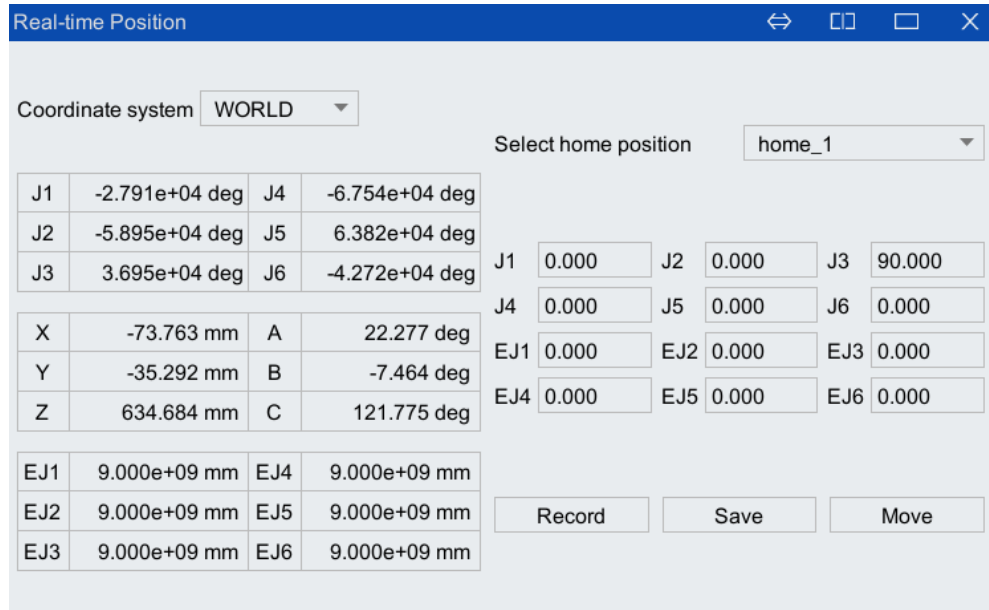 Real-time Position
Coordinate system WORLD
Select home position home_1
J1 -2.791e+04 deg J4 -6.754e+04 deg
J2 -5.895e+04 deg J5 6.382e+04 deg
J3 3.695e+04 deg J6 -4.272e+04 deg
X -73.763 mm A 22.277 deg
Y -35.292 mm B -7.464 deg
Z 634.684 mm C 121.775 deg
EJ1 9.000e+09 mm EJ4 9.000e+09 mm
EJ2 9.000e+09 mm EJ5 9.000e+09 mm
EJ3 9.000e+09 mm EJ6 9.000e+09 mm
J1 0.000 J2 0.000 J3 90.000
J4 0.000 J5 0.000 J6 0.000
EJ1 0.000 EJ2 0.000 EJ3 0.000
EJ4 0.000 EJ5 0.000 EJ6 0.000
Record Save Move